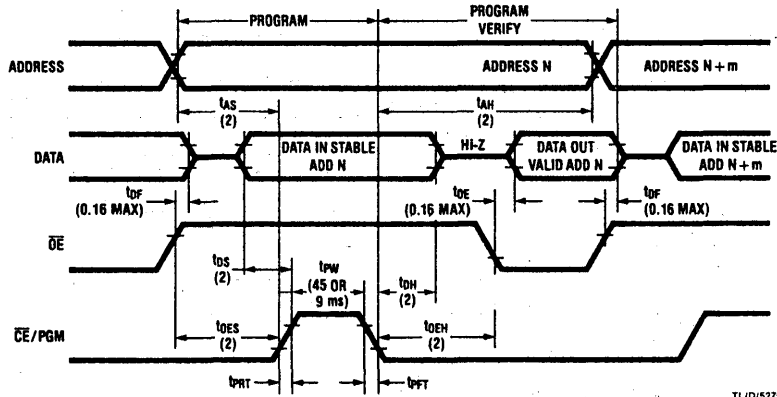 PROGRAM
PROGRAM
VERIFY
ADDRESS
ADDRESS N
ADDRESS N + m
tAS
(2)
tAH
(2)
DATA
DATA IN STABLE
ADD N
Hi-Z
DATA OUT
VALID ADD N
DATA IN STABLE
ADD N+m
tDF
(0.16 MAX)
tOE
(0.16 MAX)
tDF
(0.16 MAX)
OE
tDS
(2)
tPW
(45 OR
9 ms)
tDH
(2)
CE/PGM
tOES
(2)
tOEH
(2)
tPRT
tPFT
TL/D/527